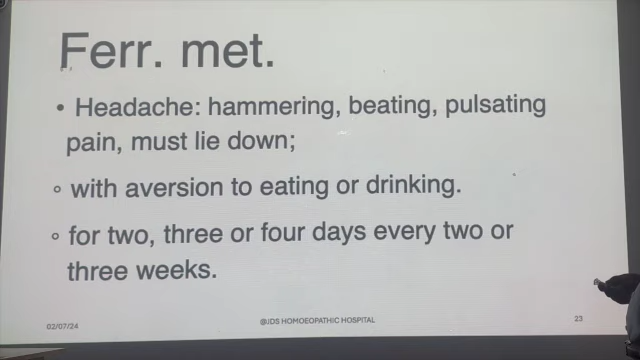 Ferr. met.
• Headache: hammering, beating, pulsating
pain, must lie down;
◦ with aversion to eating or drinking.
◦ for two, three or four days every two or
three weeks.
02/07/24
@JDS HOMOEOPATHIC HOSPITAL
23